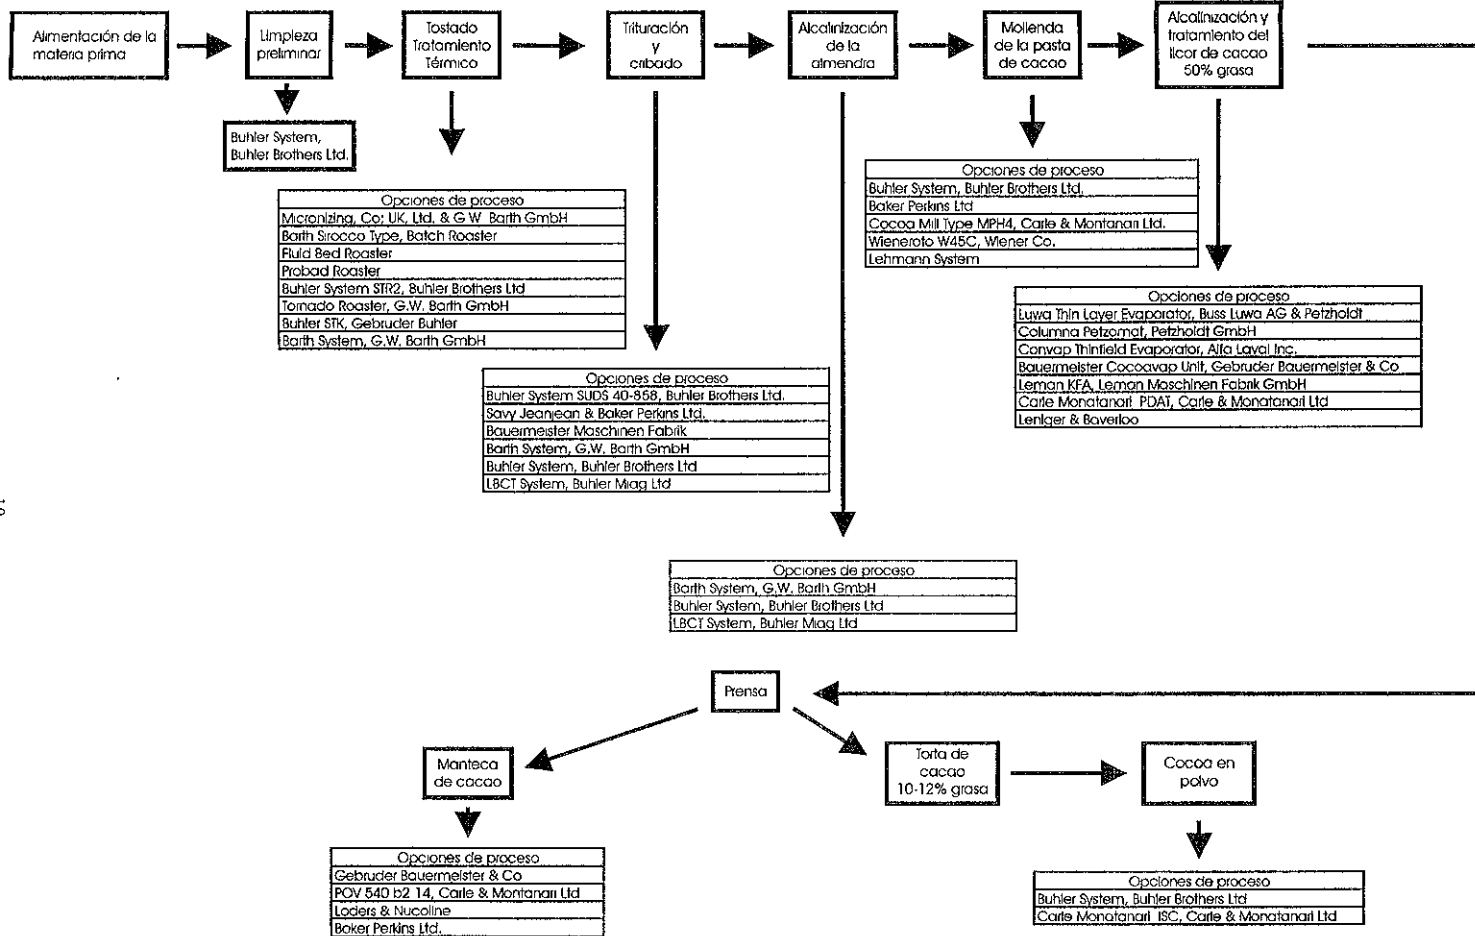 Alimentación de la
materia prima
Limpieza
preliminar
Tostado
Tratamiento
Térmico
Trituración
y
cribado
Alcalinización
de la
almendra
Molienda
de la pasta
de cacao
Alcalinización y
tratamiento del
licor de cacao
50% grasa
Buhler System,
Buhler Brothers Ltd.
Opciones de proceso
Micronizing, Co; UK, Ltd. & G W Barth GmbH
Barth Sirocco Type, Batch Roaster
Fluid Bed Roaster
Probad Roaster
Buhler System STR2, Buhler Brothers Ltd
Tornado Roaster, G.W. Barth GmbH
Buhler STK, Gebruder Buhler
Barth System, G.W. Barth GmbH
Opciones de proceso
Buhler System SUDS 40-858, Buhler Brothers Ltd.
Savy Jeanjean & Baker Perkins Ltd.
Bauermeister Maschinen Fabrik
Barth System, G.W. Barth GmbH
Buhler System, Buhler Brothers Ltd
LBCT System, Buhler Miag Ltd
Opciones de proceso
Barth System, G.W. Barth GmbH
Buhler System, Buhler Brothers Ltd
LBCT System, Buhler Miag Ltd
Opciones de proceso
Buhler System, Buhler Brothers Ltd.
Baker Perkins Ltd
Cocoa Mill Type MPH4, Carle & Montanari Ltd.
Wieneroto W45C, Wiener Co.
Lehmann System
Opciones de proceso
Luwa Thin Layer Evaporator, Buss Luwa AG & Petzholdt
Columna Petzomat, Petzholdt GmbH
Convap Thinfield Evaporator, Alfa Laval Inc.
Bauermeister Cocoavap Unit, Gebruder Bauermeister & Co
Leman KFA, Leman Maschinen Fabrik GmbH
Carle Monatanari PDAT, Carle & Monatanari Ltd
Leniger & Baverloo
Prensa
Manteca
de cacao
Torta de
cacao
10-12% grasa
Cocoa en
polvo
Opciones de proceso
Gebruder Bauermeister & Co
POV 540 b2 14, Carle & Montanari Ltd
Loders & Nucoline
Baker Perkins Ltd.
Opciones de proceso
Buhler System, Buhler Brothers Ltd
Carle Monatanari ISC, Carle & Monatanari Ltd